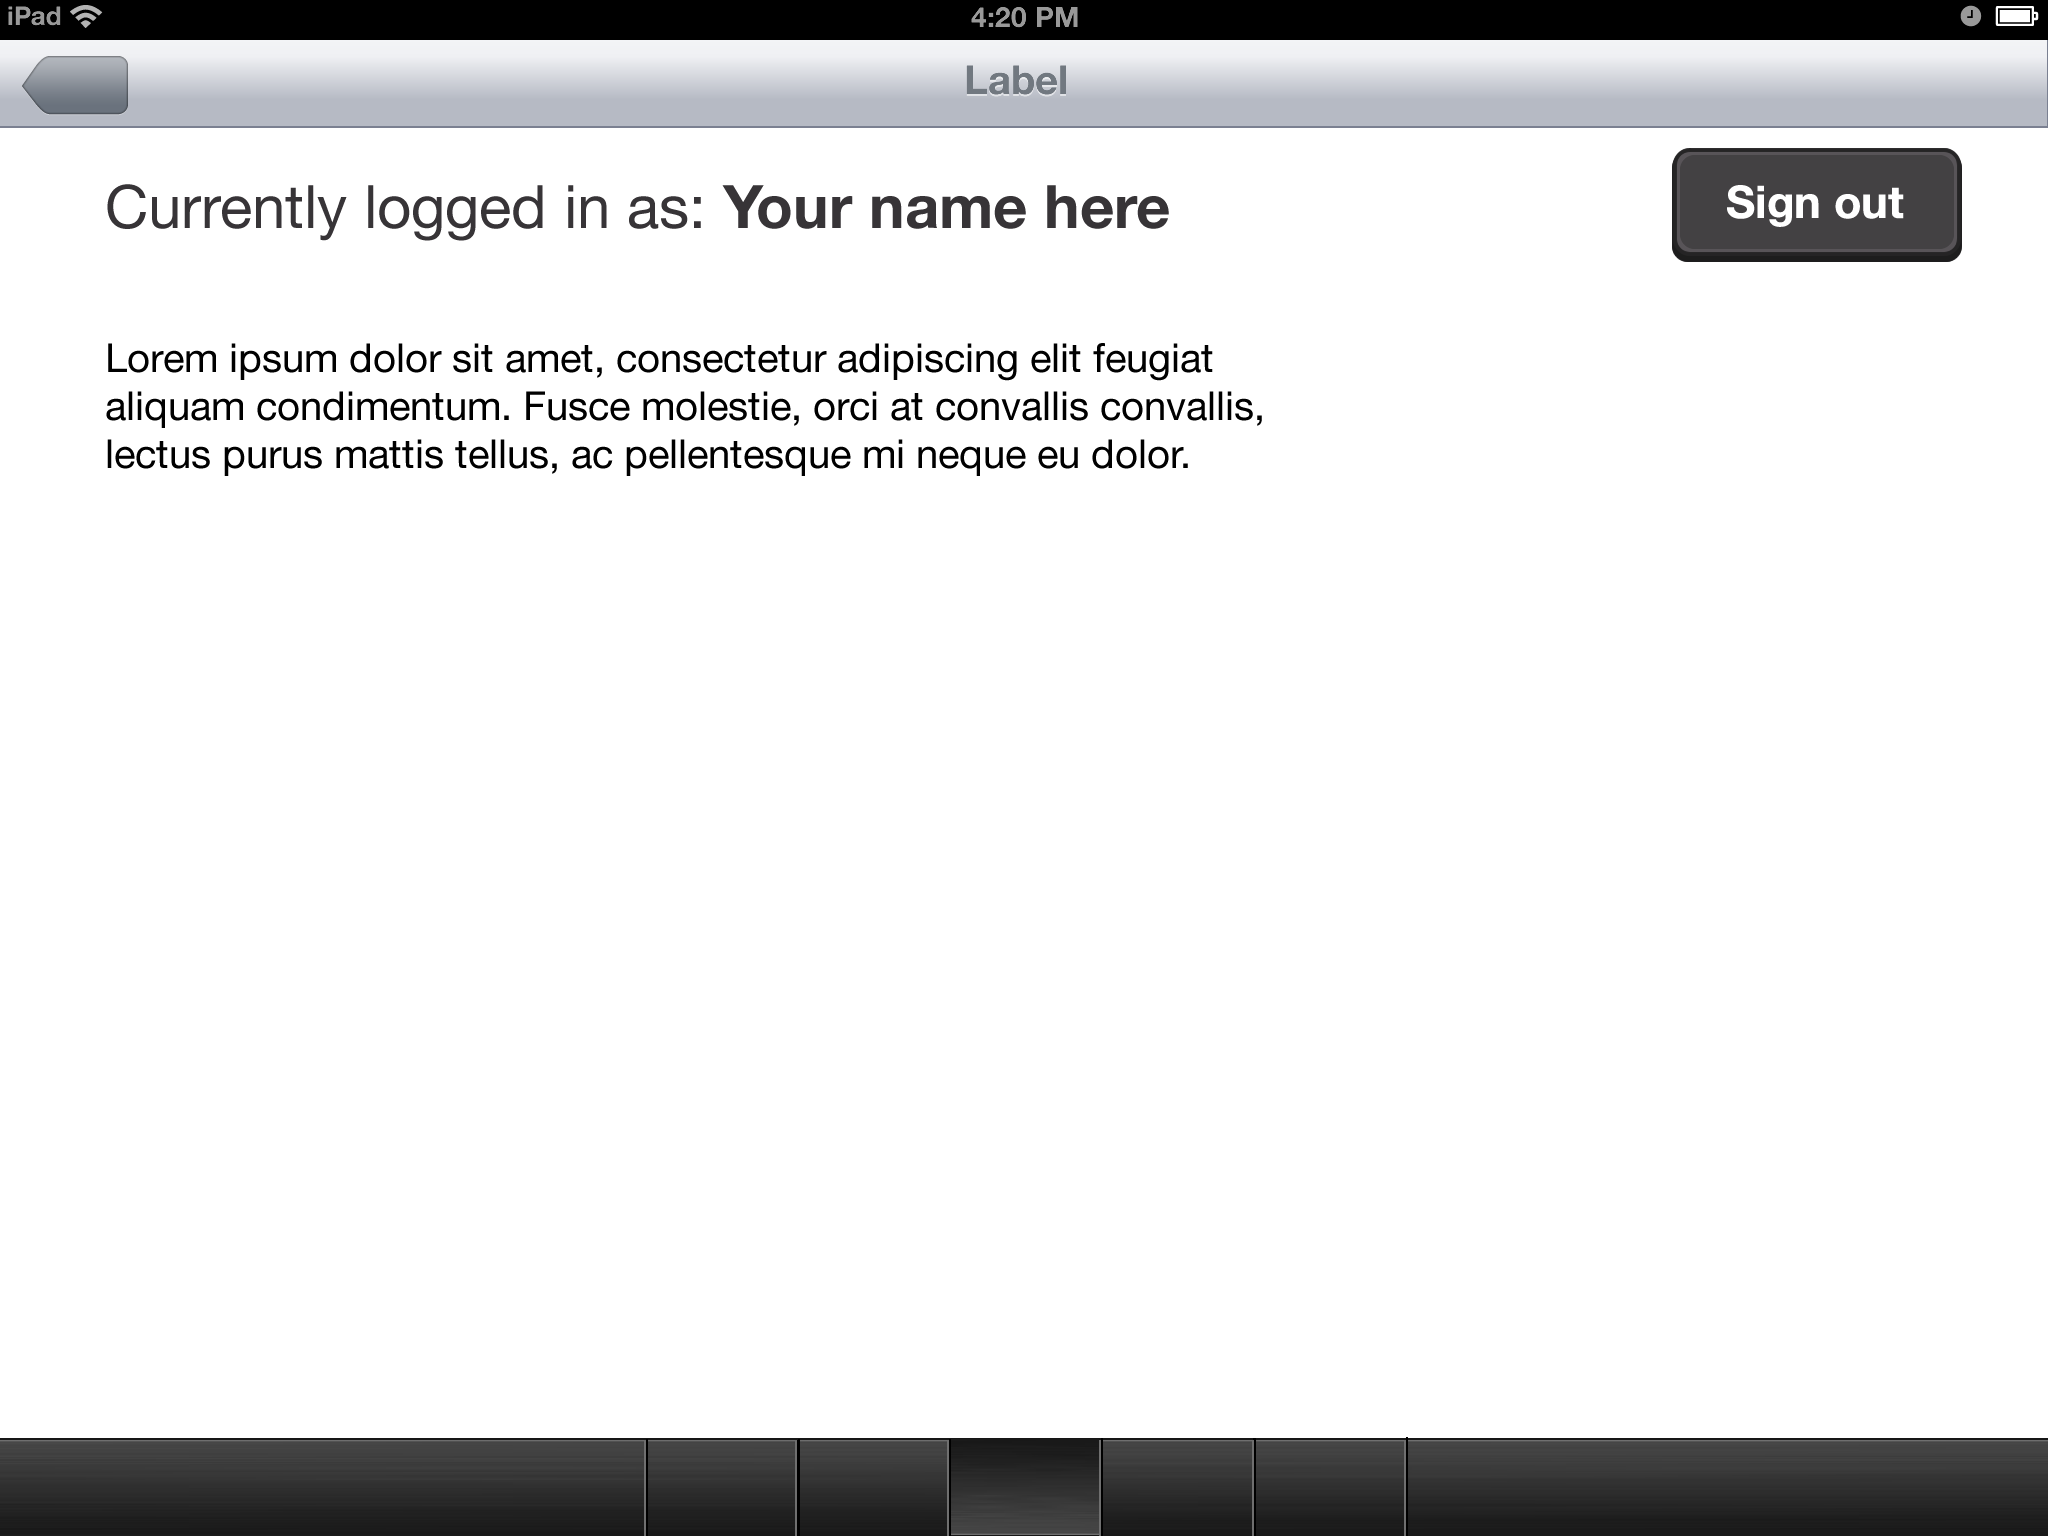 iPad
4:20 PM
Label
Currently logged in as: Your name here
Sign out
Lorem ipsum dolor sit amet, consectetur adipiscing elit feugiat
aliquam condimentum. Fusce molestie, orci at convallis convallis,
lectus purus mattis tellus, ac pellentesque mi neque eu dolor.